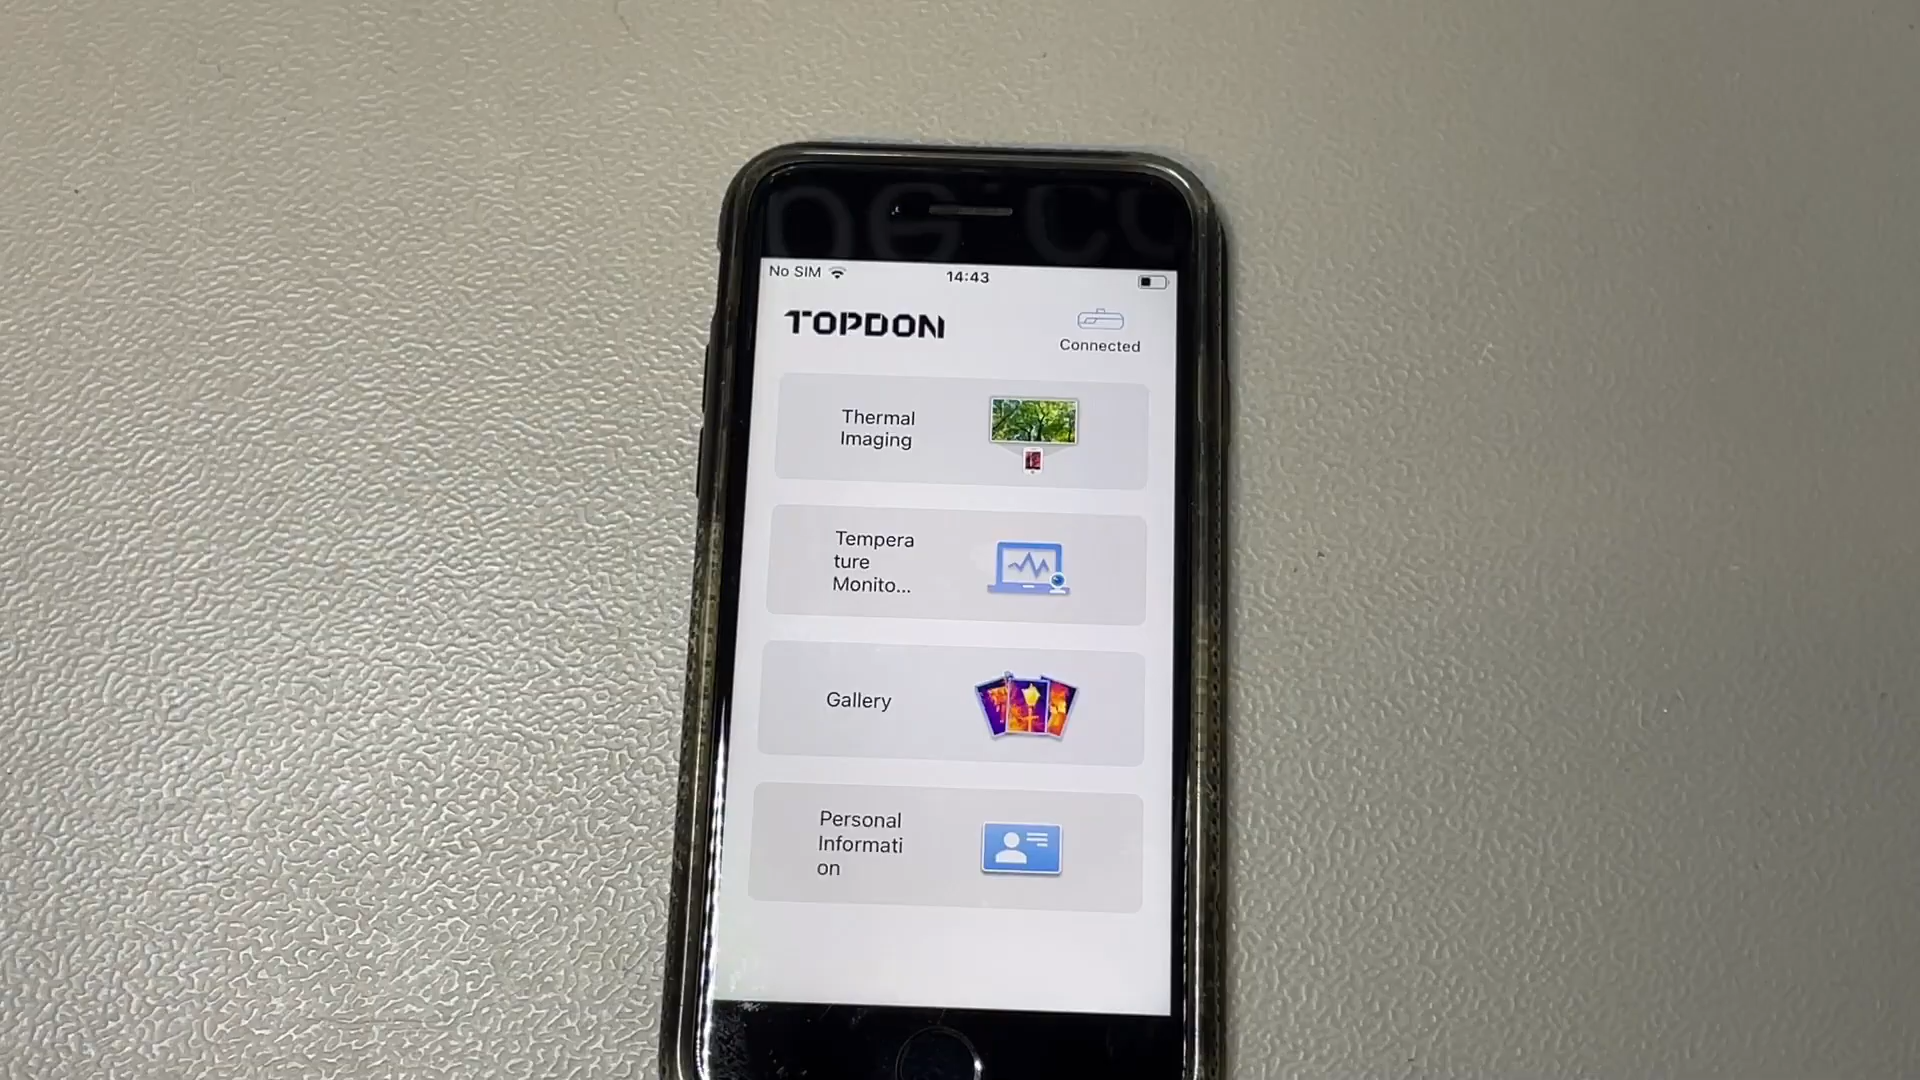 No SIM
14:43
TOPDON
Connected
Thermal
Imaging
Tempera
ture
Monito...
Gallery
Personal
Informati
on